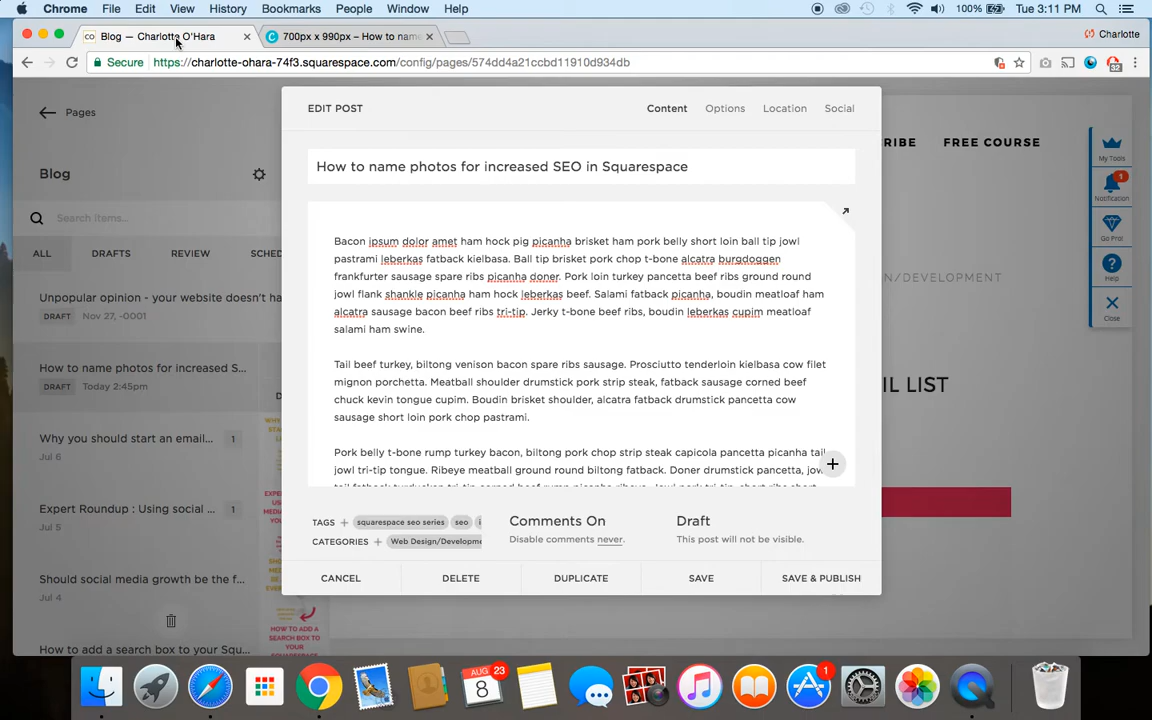 Chrome File Edit View History Bookmarks People Window Help 100% Tue 3:11 PM
Blog — Charlotte O'Hara 700px x 990px – How to nam Charlotte
Secure https://charlotte-ohara-74f3.squarespace.com/config/pages/574dd4a21ccbd11910d934db
32
Pages
EDIT POST Content Options Location Social
RIBE FREE COURSE
My Tools
Blog
How to name photos for increased SEO in Squarespace
1
Notification
Search items...
Go Pro!
ALL DRAFTS REVIEW SCHED
Bacon ipsum dolor amet ham hock pig picanha brisket ham pork belly short loin ball tip jowl
pastrami leberkas fatback kielbasa. Ball tip brisket pork chop t-bone alcatra burgdoggen
frankfurter sausage spare ribs picanha doner. Pork loin turkey pancetta beef ribs ground round
jowl flank shankle picanha ham hock leberkas beef. Salami fatback picanha, boudin meatloaf ham
alcatra sausage bacon beef ribs tri-tip. Jerky t-bone beef ribs, boudin leberkas cupim meatloaf
salami ham swine.
Help
N/DEVELOPMENT
Close
Unpopular opinion - your website doesn't ha
DRAFT Nov 27, -0001
How to name photos for increased S...
DRAFT Today 2:45pm
D
Tail beef turkey, biltong venison bacon spare ribs sausage. Prosciutto tenderloin kielbasa cow filet
mignon porchetta. Meatball shoulder drumstick pork strip steak, fatback sausage corned beef
chuck kevin tongue cupim. Boudin brisket shoulder, alcatra fatback drumstick pancetta cow
sausage short loin pork chop pastrami.
IL LIST
Why you should start an email... 1
Jul 6
Pork belly t-bone rump turkey bacon, biltong pork chop strip steak capicola pancetta picanha tail
jowl tri-tip tongue. Ribeye meatball ground round biltong fatback. Doner drumstick pancetta, jow
Expert Roundup : Using social ... 1
Jul 5
TAGS + squarespace seo series seo
CATEGORIES + Web Design/Developme
Comments On
Disable comments never.
Draft
This post will not be visible.
Should social media growth be the f...
Jul 4
CANCEL DELETE DUPLICATE SAVE SAVE & PUBLISH
HOW TO ADD A
SEARCH BOX TO
YOUR
How to add a search box to your Squ...
AUG 23
8
1